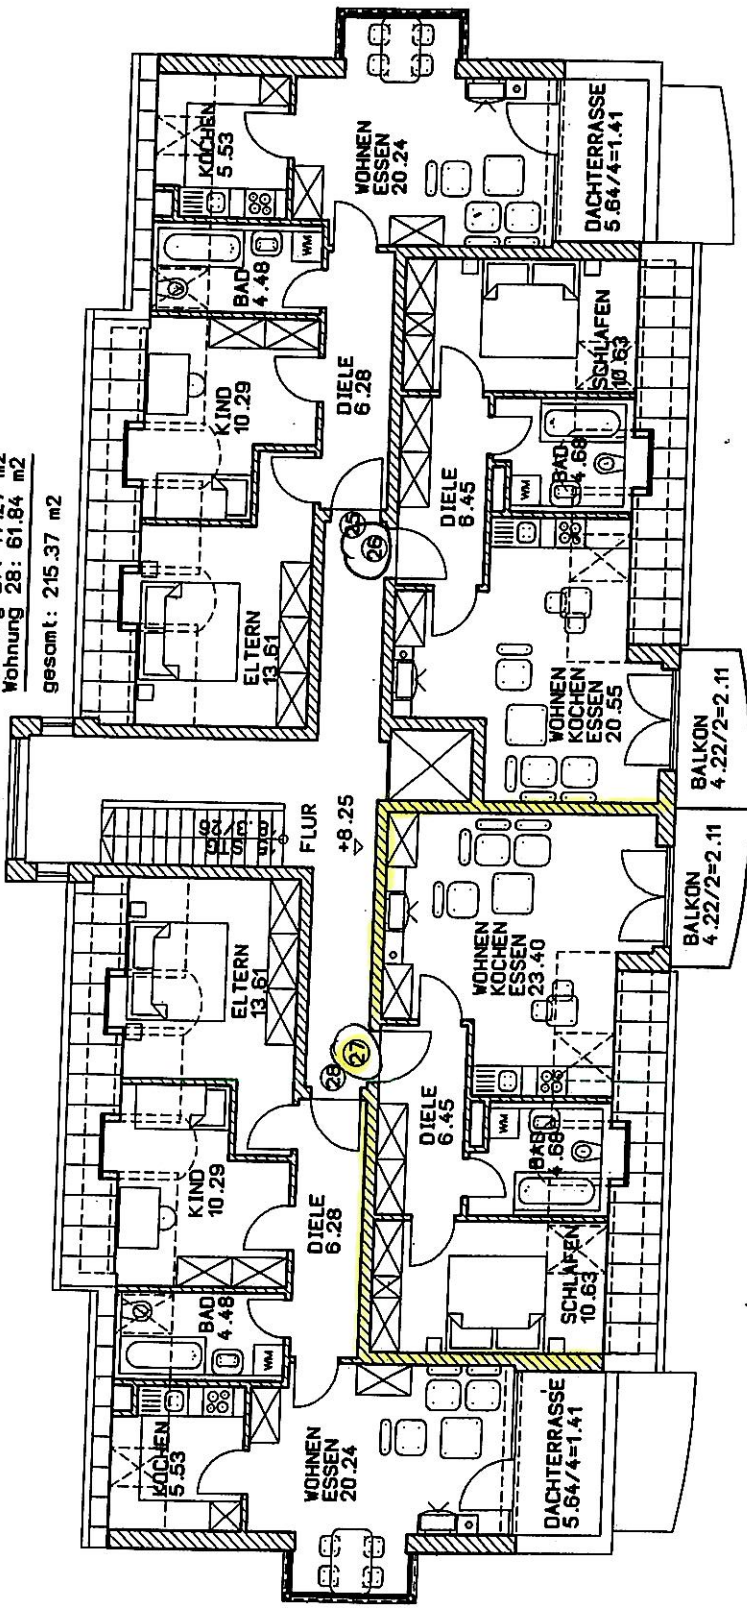 Wohnung 28: 61.84 m2
gesamt: 215.37 m2
KOCHEN
5.53
BAD
4.48
WM
KIND
10.29
ELTERN
13.61
STG
FLUR
+8.25
ELTERN
13.61
KIND
10.29
BAD
4.48
WM
KOCHEN
5.53
WOHNEN
ESSEN
20.24
DIELE
6.28
28
27
25
26
DIELE
6.28
WOHNEN
ESSEN
20.24
DACHTERRASSE
5.64/4=1.41
SCHLAFEN
10.63
DIELE
6.45
WM
BAD
4.68
WOHNEN
KOCHEN
ESSEN
23.40
BALKON
4.22/2=2.11
WOHNEN
KOCHEN
ESSEN
20.55
BALKON
4.22/2=2.11
DIELE
6.45
WM
BAD
4.68
SCHLAFEN
10.63
DACHTERRASSE
5.64/4=1.41